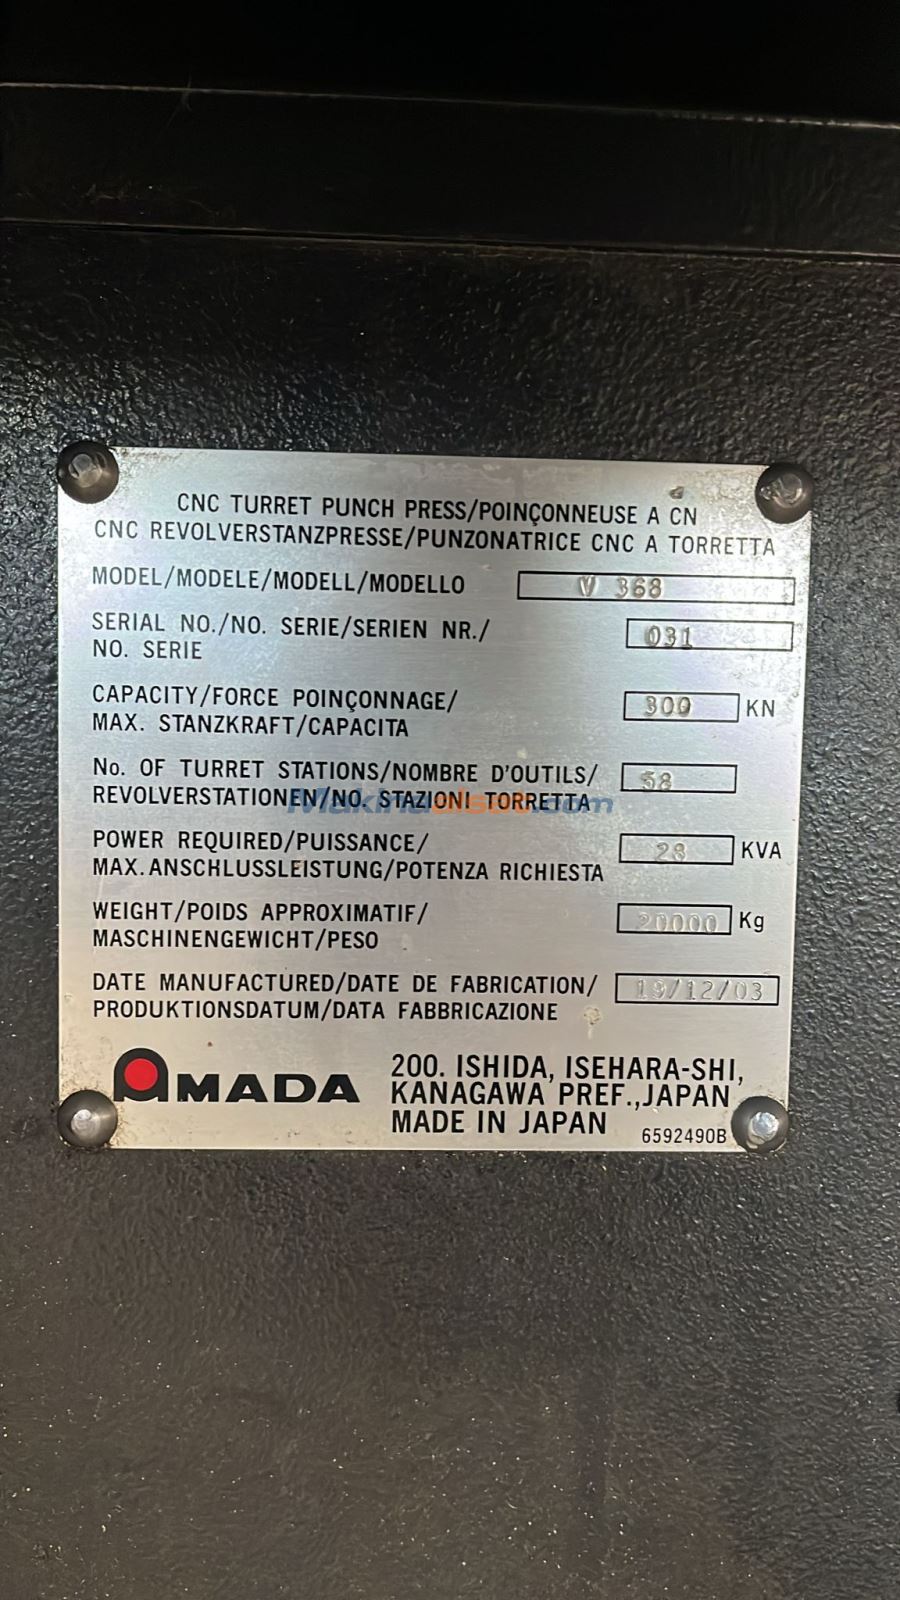 CNC TURRET PUNCH PRESS/POINÇONNEUSE A CN
CNC REVOLVERSTANZPRESSE/PUNZONATRICE CNC A TORRETTA
MODEL/MODELE/MODELL/MODELLO V 368
SERIAL NO./NO. SERIE/SERIEN NR./
NO. SERIE 031
CAPACITY/FORCE POINÇONNAGE/
MAX. STANZKRAFT/CAPACITA 300 KN
No. OF TURRET STATIONS/NOMBRE D'OUTILS/
REVOLVERSTATIONEN/NO. STAZIONI TORRETTA 58
Makinaalsat.com
POWER REQUIRED/PUISSANCE/
MAX. ANSCHLUSSLEISTUNG/POTENZA RICHIESTA 28 KVA
WEIGHT/POIDS APPROXIMATIF/
MASCHINENGEWICHT/PESO 20000 Kg
DATE MANUFACTURED/DATE DE FABRICATION/
PRODUKTIONSDATUM/DATA FABBRICAZIONE 19/12/03
AMADA
200. ISHIDA, ISEHARA-SHI,
KANAGAWA PREF.,JAPAN
MADE IN JAPAN 6592490B